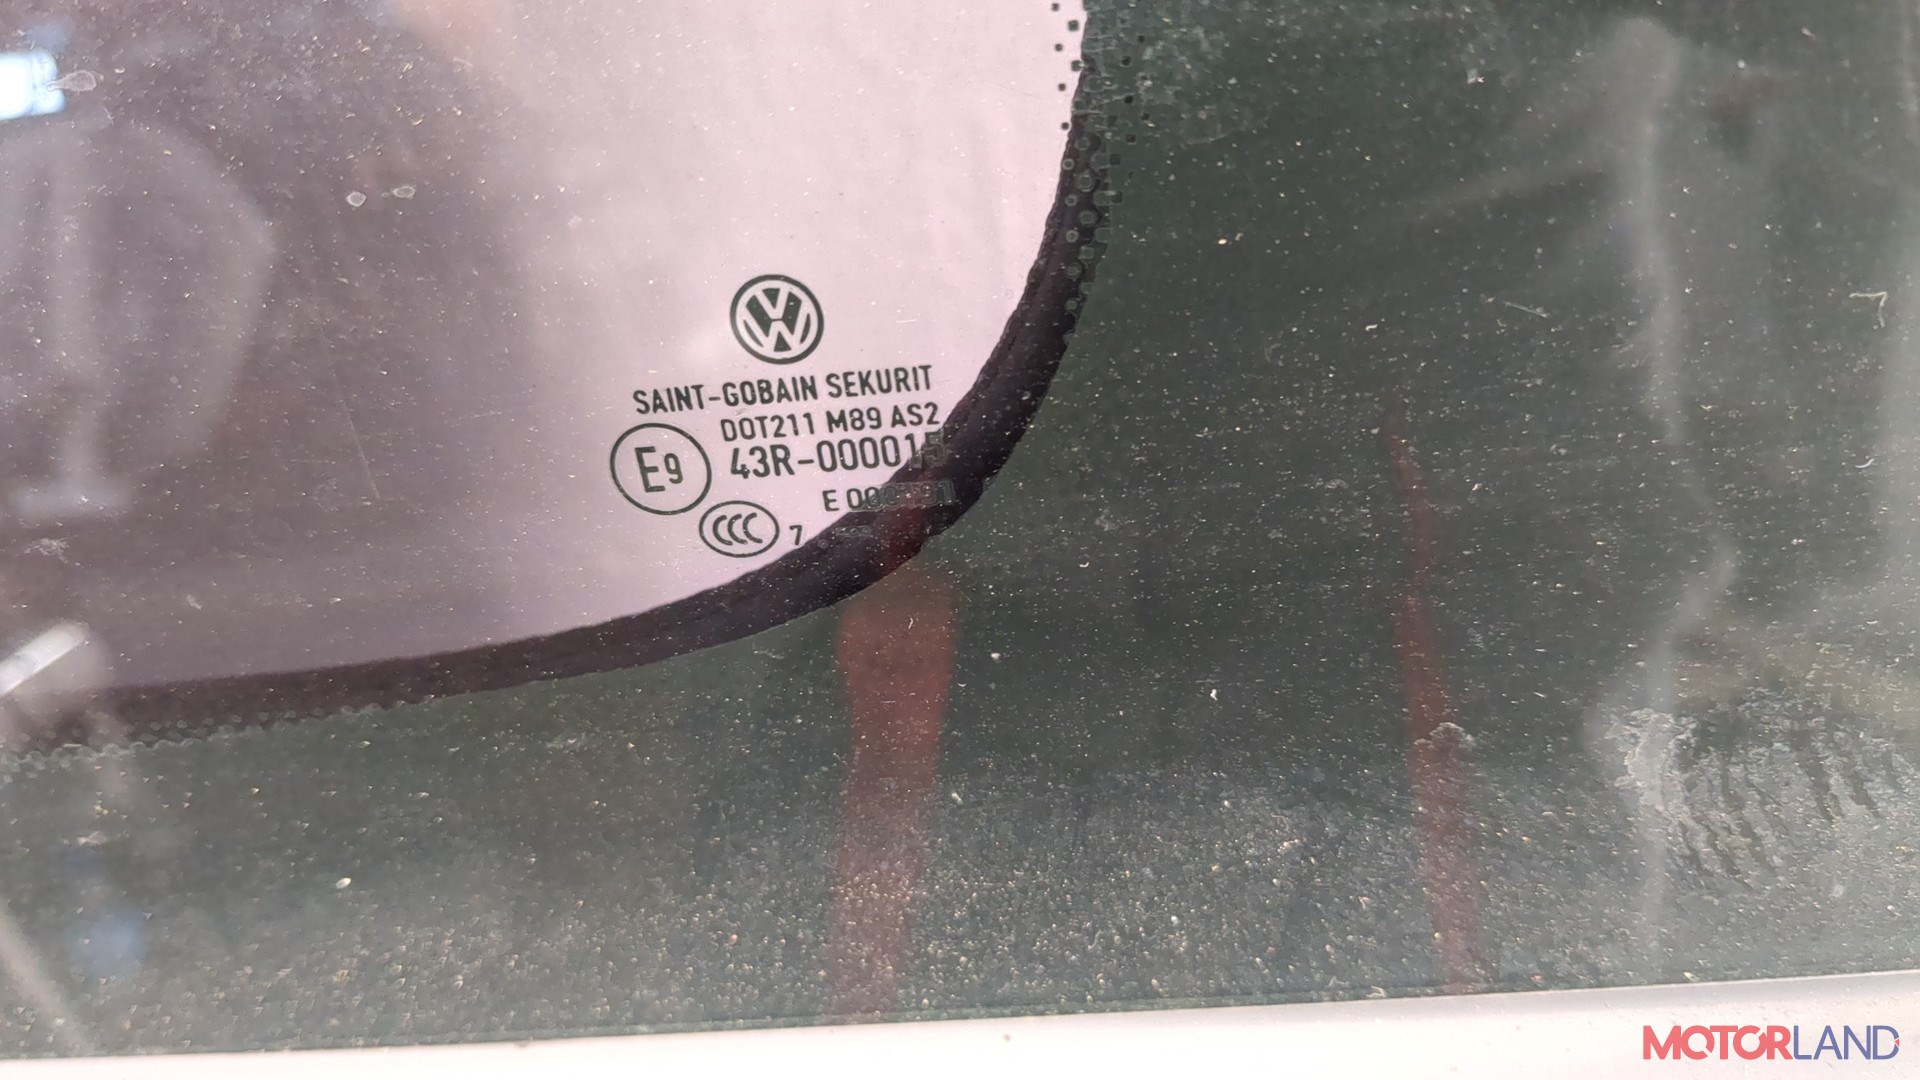 SAINT-GOBAIN SEKURIT
DOT211 M89 AS2
E9
43R-000015
E
CCC
7
MOTORLAND